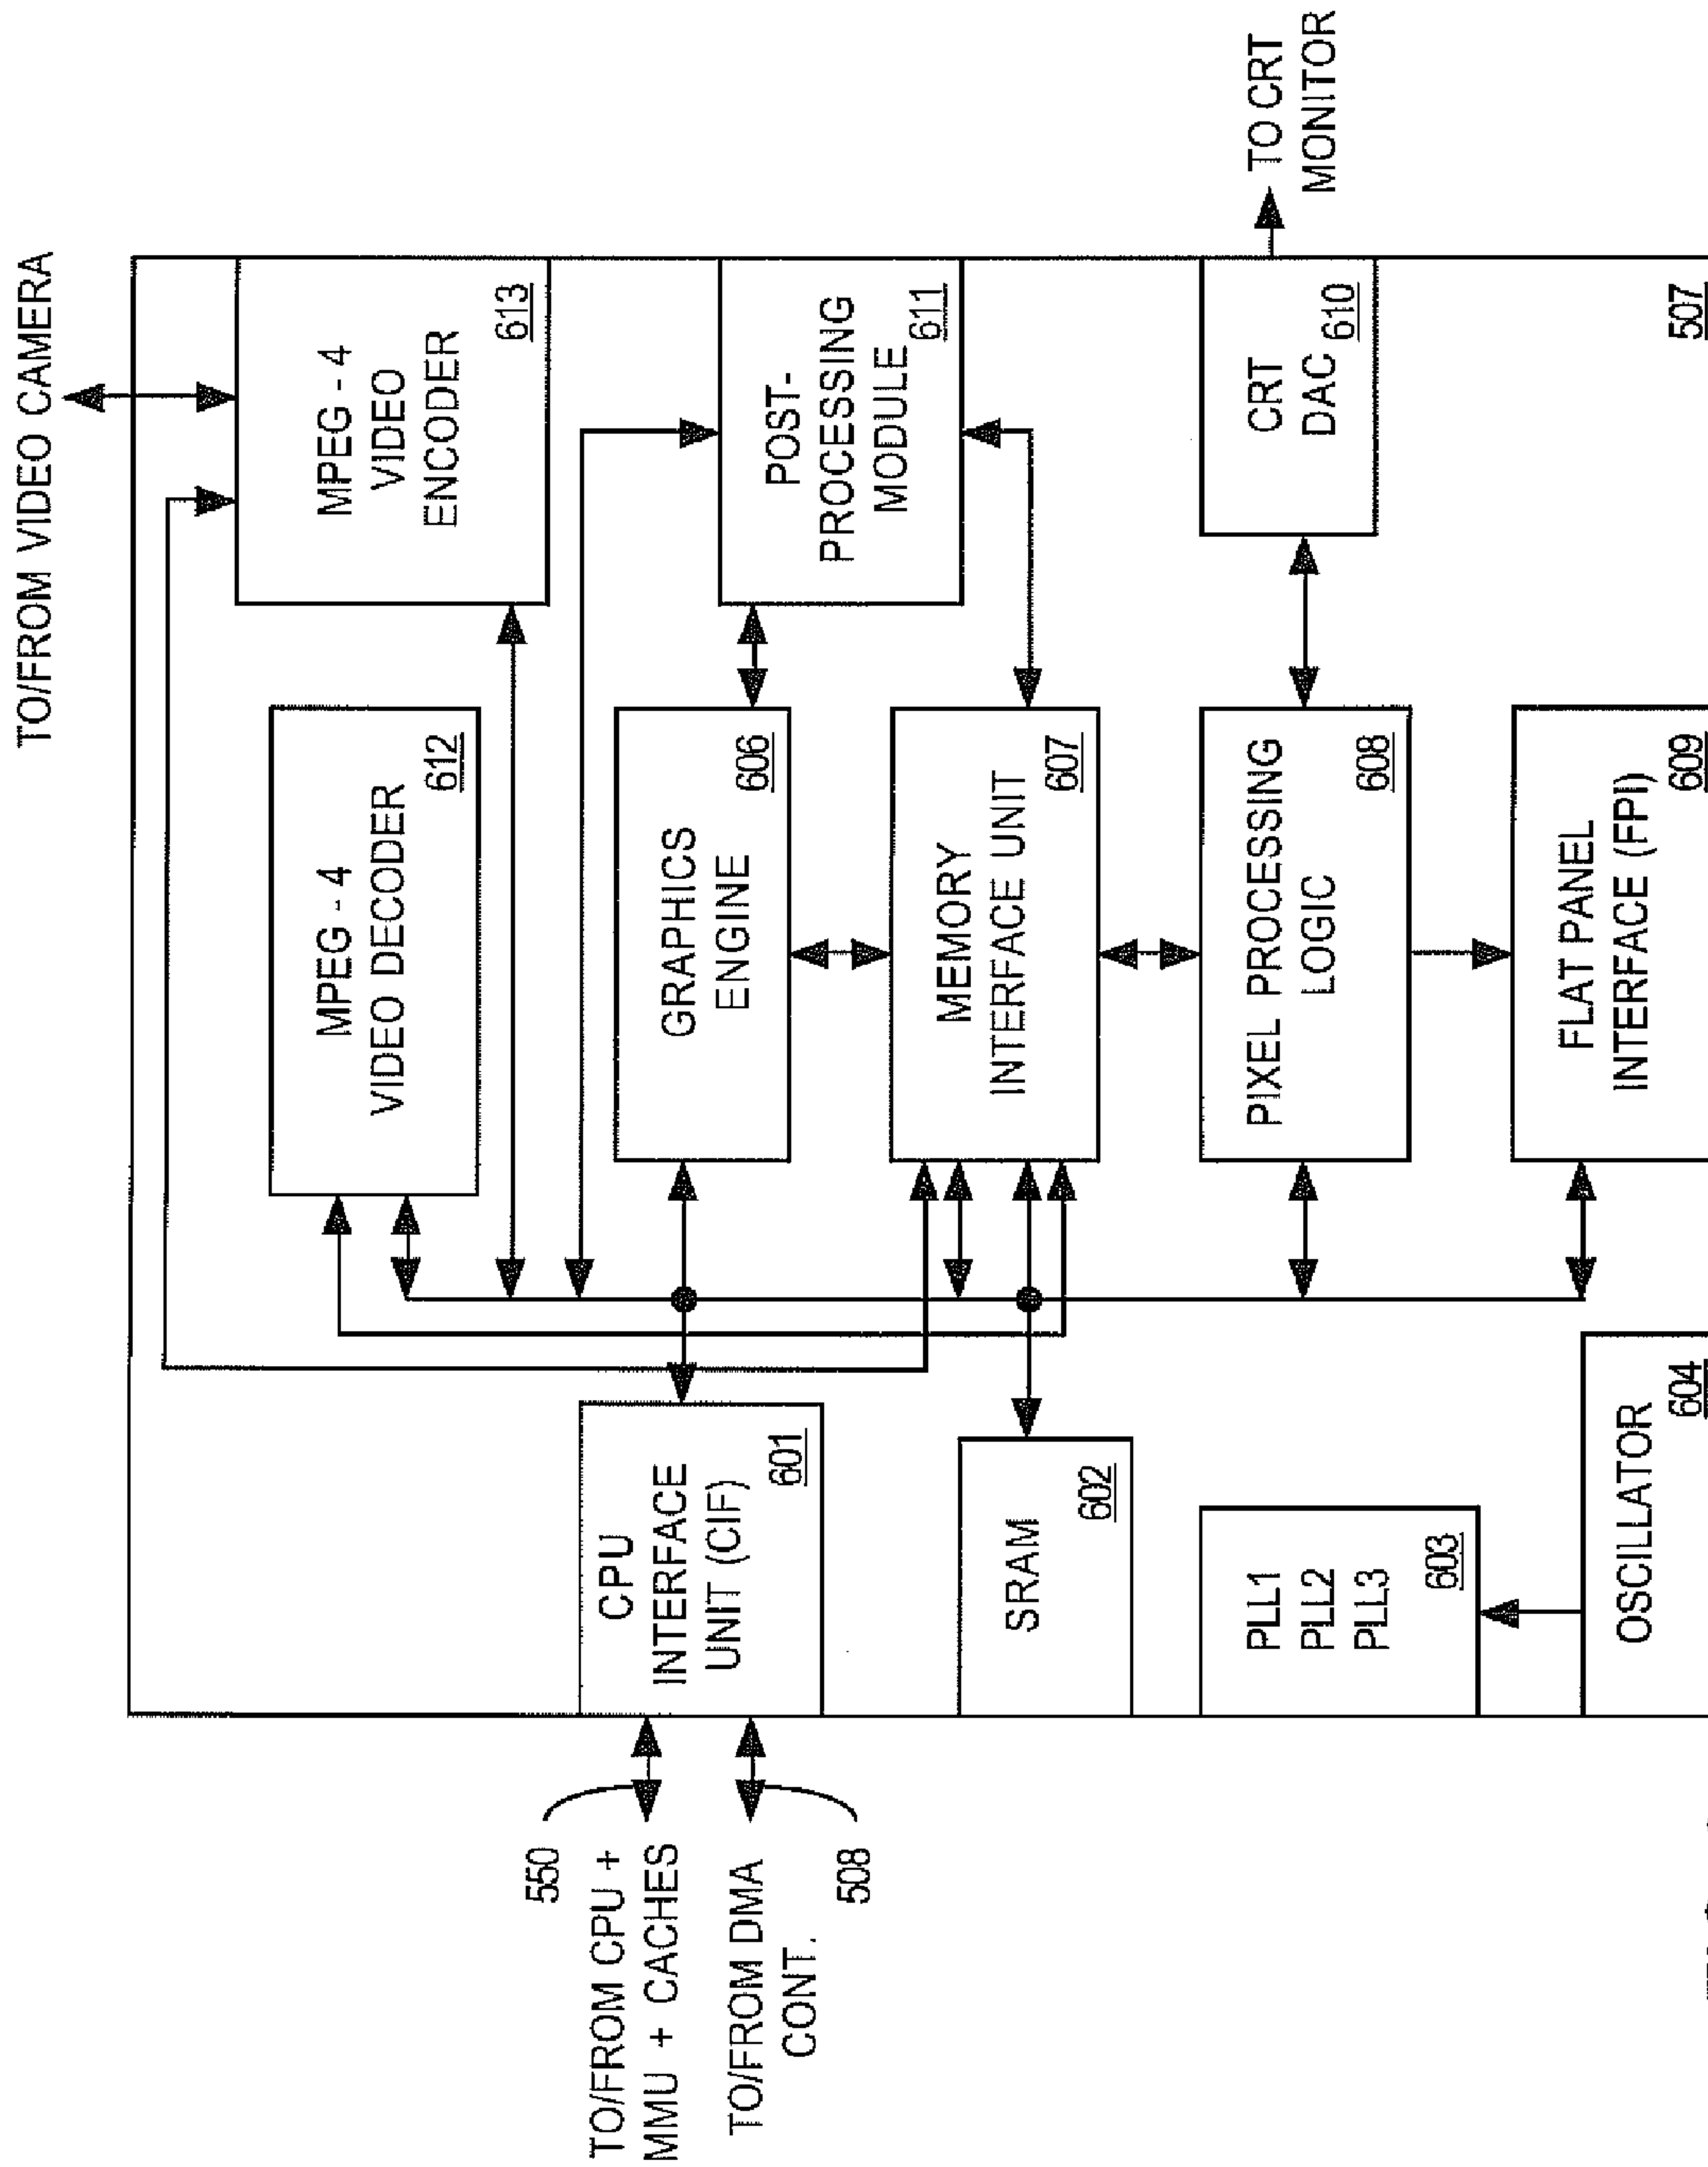 TO/FROM VIDEO CAMERA
MPEG - 4
VIDEO
ENCODER
613
MPEG - 4
VIDEO DECODER
612
POST-
PROCESSING
MODULE
611
GRAPHICS
ENGINE
606
CPU
INTERFACE
UNIT (CIF)
601
550
TO/FROM CPU +
MMU + CACHES
TO/FROM DMA
CONT.
508
MEMORY
INTERFACE UNIT
607
SRAM
602
CRT
DAC
610
TO CRT
MONITOR
PIXEL PROCESSING
LOGIC
608
PLL1
PLL2
PLL3
603
FLAT PANEL
INTERFACE (FPI)
609
OSCILLATOR
604
507